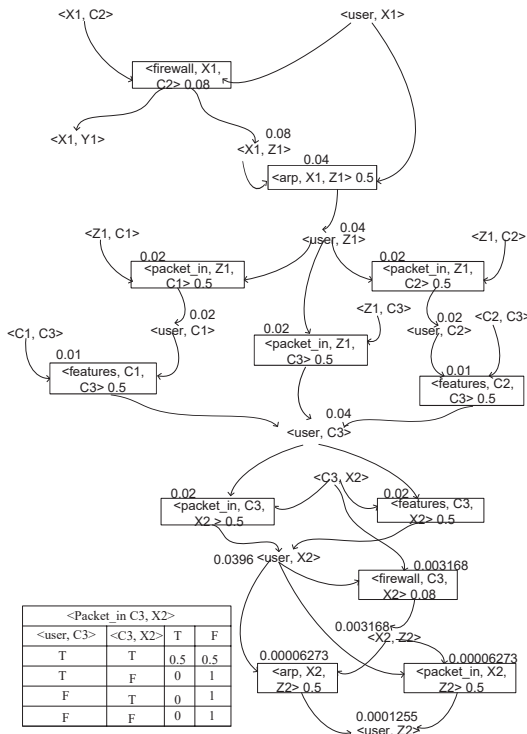 <X1, C2>
<user, X1>
<firewall, X1,
C2> 0.08
<X1, Y1>
0.08
<X1, Z1>
0.04
<arp, X1, Z1> 0.5
0.04
<user, Z1>
<Z1, C1>
<Z1, C2>
0.02
<packet_in, Z1,
C1> 0.5
0.02
<packet_in, Z1,
C2> 0.5
0.02
<user, C1>
<Z1, C3>
0.02
<user, C2>
<C1, C3>
<C2, C3>
0.02
<packet_in, Z1,
C3> 0.5
0.01
<features, C1,
C3> 0.5
0.01
<features, C2,
C3> 0.5
0.04
<user, C3>
<C3, X2>
0.02
<packet_in, C3,
X2 > 0.5
0.02
<features, C3,
X2> 0.5
0.0396
<user, X2>
0.003168
<firewall, C3,
X2> 0.08
0.003168
<X2, Z2>
0.00006273
<arp, X2,
Z2> 0.5
0.00006273
<packet_in, X2,
Z2> 0.5
0.0001255
<user, Z2>
<Packet_in C3, X2>
<user, C3> <C3, X2> T F
T T 0.5 0.5
T F 0 1
F T 0 1
F F 0 1